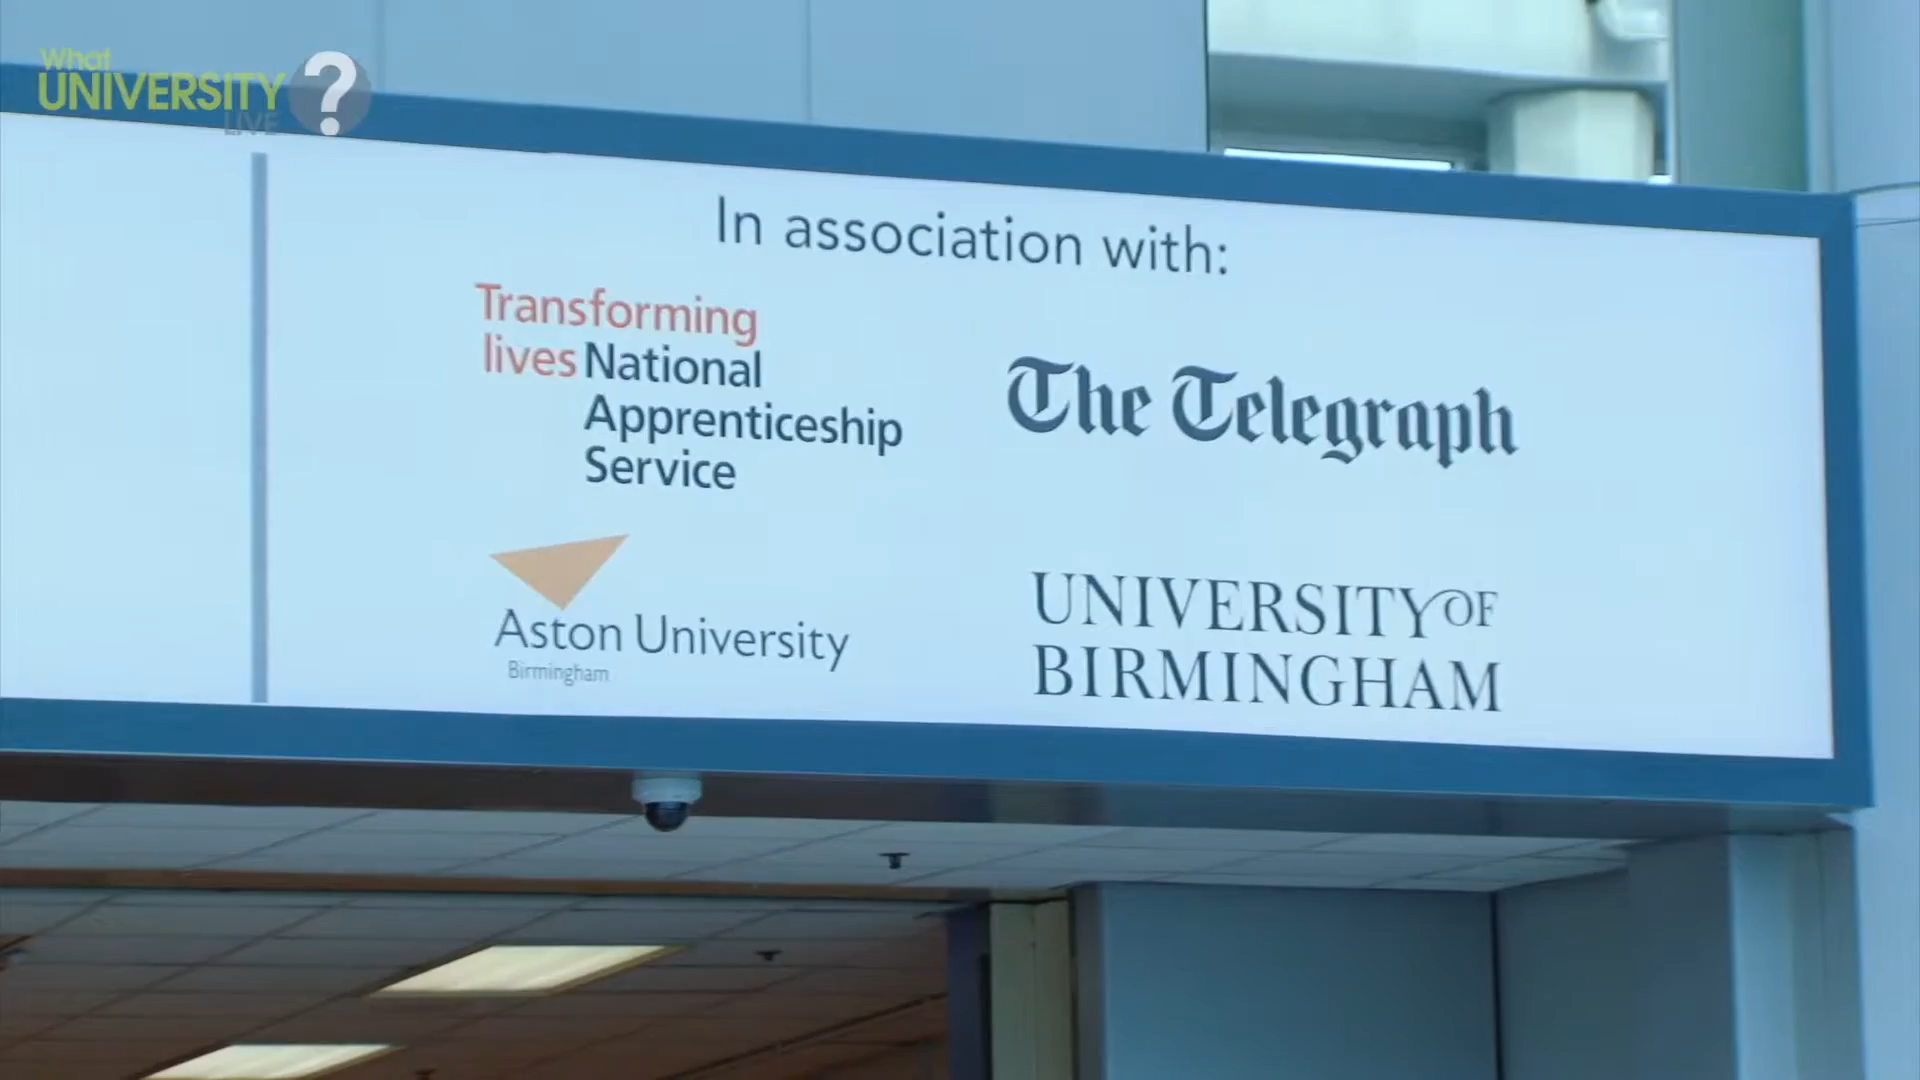 What
UNIVERSITY
LIVE
?
In association with:
Transforming
lives National
Apprenticeship
Service
The Telegraph
Aston University
Birmingham
UNIVERSITY OF
BIRMINGHAM